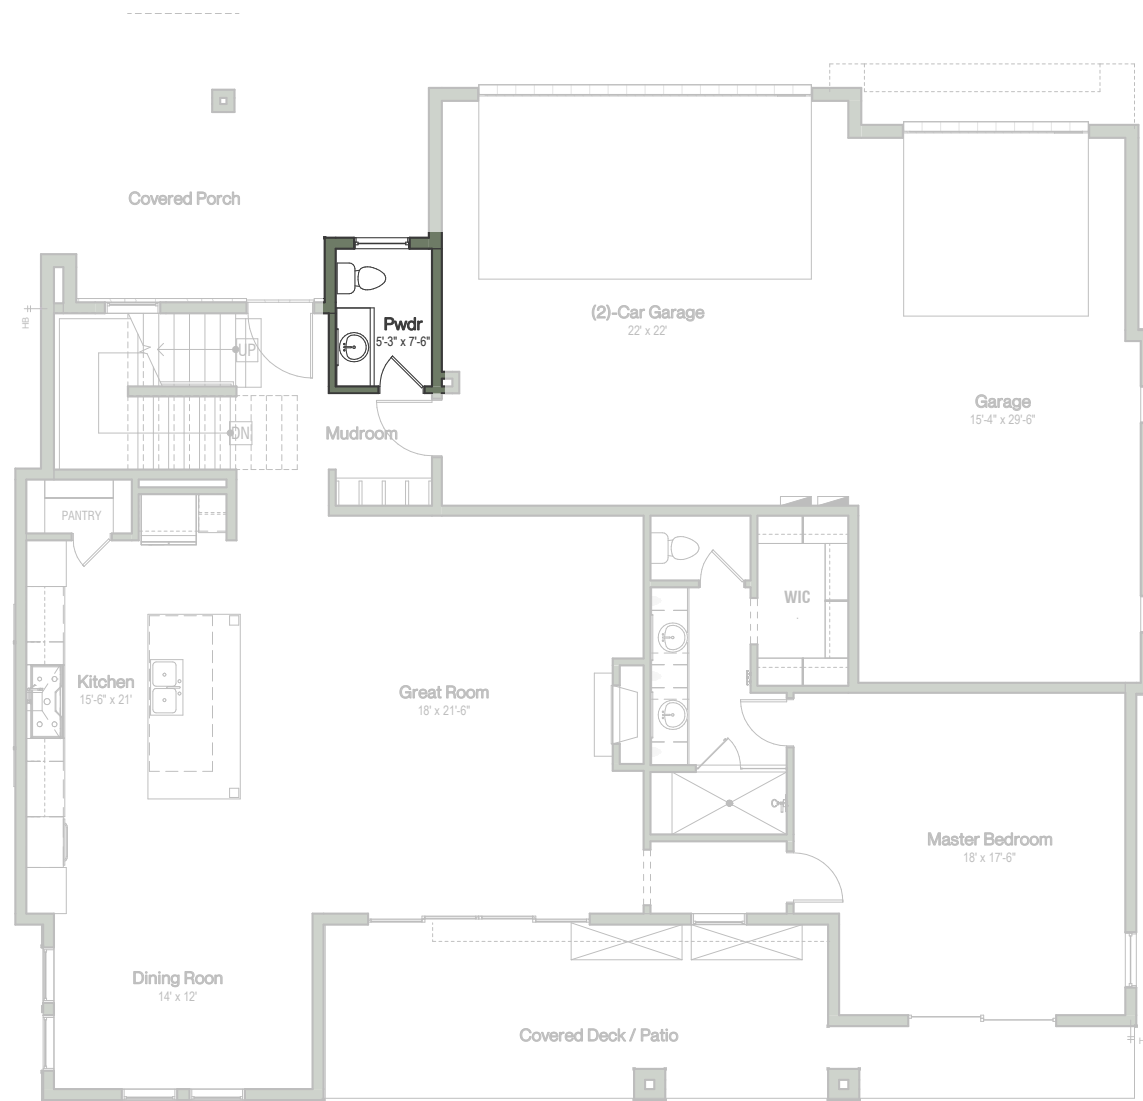 Covered Porch
(2)-Car Garage
22' x 22'
Pwdr
5'-3" x 7'-6"
HB
UP
Garage
15'-4" x 29'-6"
DN
Mudroom
PANTRY
WIC
Kitchen
15'-6" x 21'
Great Room
18' x 21'-6"
Master Bedroom
18' x 17'-6"
Dining Roon
14' x 12'
Covered Deck / Patio